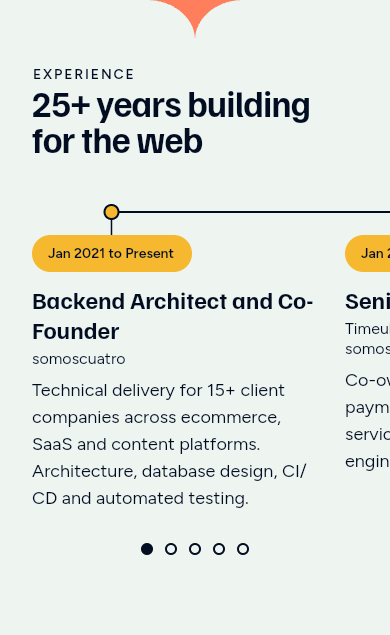 EXPERIENCE
25+ years building
for the web
Jan 2021 to Present
Backend Architect and Co-
Founder
somoscuatro
Technical delivery for 15+ client
companies across ecommerce,
SaaS and content platforms.
Architecture, database design, CI/
CD and automated testing.
Jan